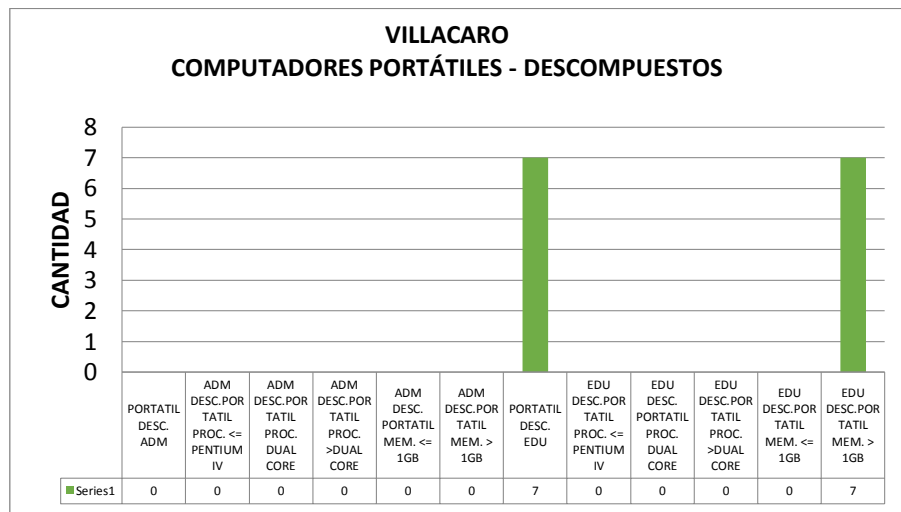 VILLACARO
COMPUTADORES PORTÁTILES - DESCOMPUESTOS
CANTIDAD
8
7
6
5
4
3
2
1
0
PORTATIL
DESC.
ADM
ADM
DESC.POR
TATIL
PROC. <=
PENTIUM
IV
ADM
DESC.POR
TATIL
PROC.
DUAL
CORE
ADM
DESC.POR
TATIL
PROC.
>DUAL
CORE
ADM
DESC.
PORTATIL
MEM. <=
1GB
ADM
DESC.POR
TATIL
MEM. >
1GB
PORTATIL
DESC.
EDU
EDU
DESC.POR
TATIL
PROC. <=
PENTIUM
IV
EDU
DESC.
PORTATIL
PROC.
DUAL
CORE
EDU
DESC.POR
TATIL
PROC.
>DUAL
CORE
EDU
DESC.POR
TATIL
MEM. <=
1GB
EDU
DESC.POR
TATIL
MEM. >
1GB
Series1 0 0 0 0 0 0 7 0 0 0 0 7